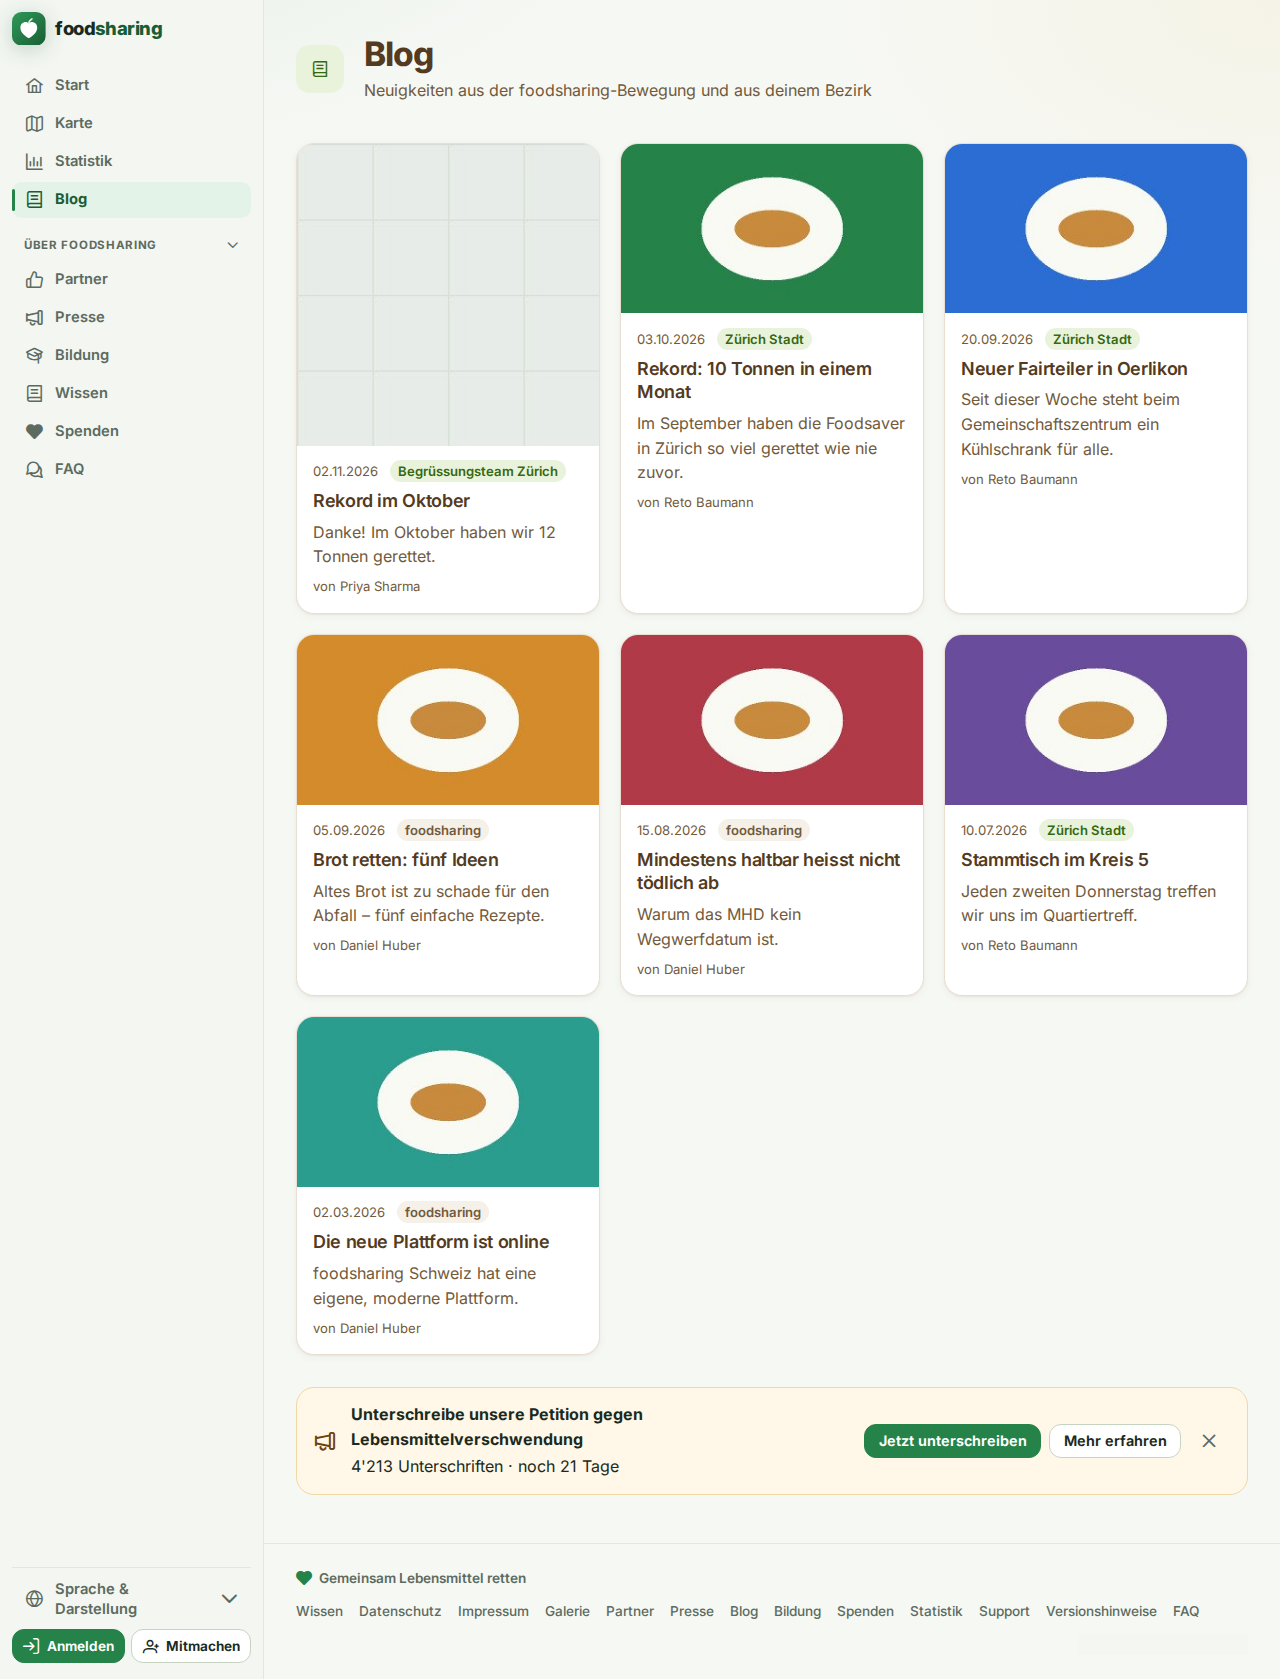 foodsharing
Start
Karte
Statistik
Blog
ÜBER FOODSHARING
Partner
Presse
Bildung
Wissen
Spenden
FAQ
Sprache &
Darstellung
Anmelden
Mitmachen
Blog
Neuigkeiten aus der foodsharing-Bewegung und aus deinem Bezirk
02.11.2026 Begrüssungsteam Zürich
Rekord im Oktober
Danke! Im Oktober haben wir 12
Tonnen gerettet.
von Priya Sharma
03.10.2026 Zürich Stadt
Rekord: 10 Tonnen in einem
Monat
Im September haben die Foodsaver
in Zürich so viel gerettet wie nie
zuvor.
von Reto Baumann
20.09.2026 Zürich Stadt
Neuer Fairteiler in Oerlikon
Seit dieser Woche steht beim
Gemeinschaftszentrum ein
Kühlschrank für alle.
von Reto Baumann
05.09.2026 foodsharing
Brot retten: fünf Ideen
Altes Brot ist zu schade für den
Abfall – fünf einfache Rezepte.
von Daniel Huber
15.08.2026 foodsharing
Mindestens haltbar heisst nicht
tödlich ab
Warum das MHD kein
Wegwerfdatum ist.
von Daniel Huber
10.07.2026 Zürich Stadt
Stammtisch im Kreis 5
Jeden zweiten Donnerstag treffen
wir uns im Quartiertreff.
von Reto Baumann
02.03.2026 foodsharing
Die neue Plattform ist online
foodsharing Schweiz hat eine
eigene, moderne Plattform.
von Daniel Huber
Unterschreibe unsere Petition gegen
Lebensmittelverschwendung
4'213 Unterschriften · noch 21 Tage
Jetzt unterschreiben
Mehr erfahren
Gemeinsam Lebensmittel retten
Wissen Datenschutz Impressum Galerie Partner Presse Blog Bildung Spenden Statistik Support Versionshinweise FAQ